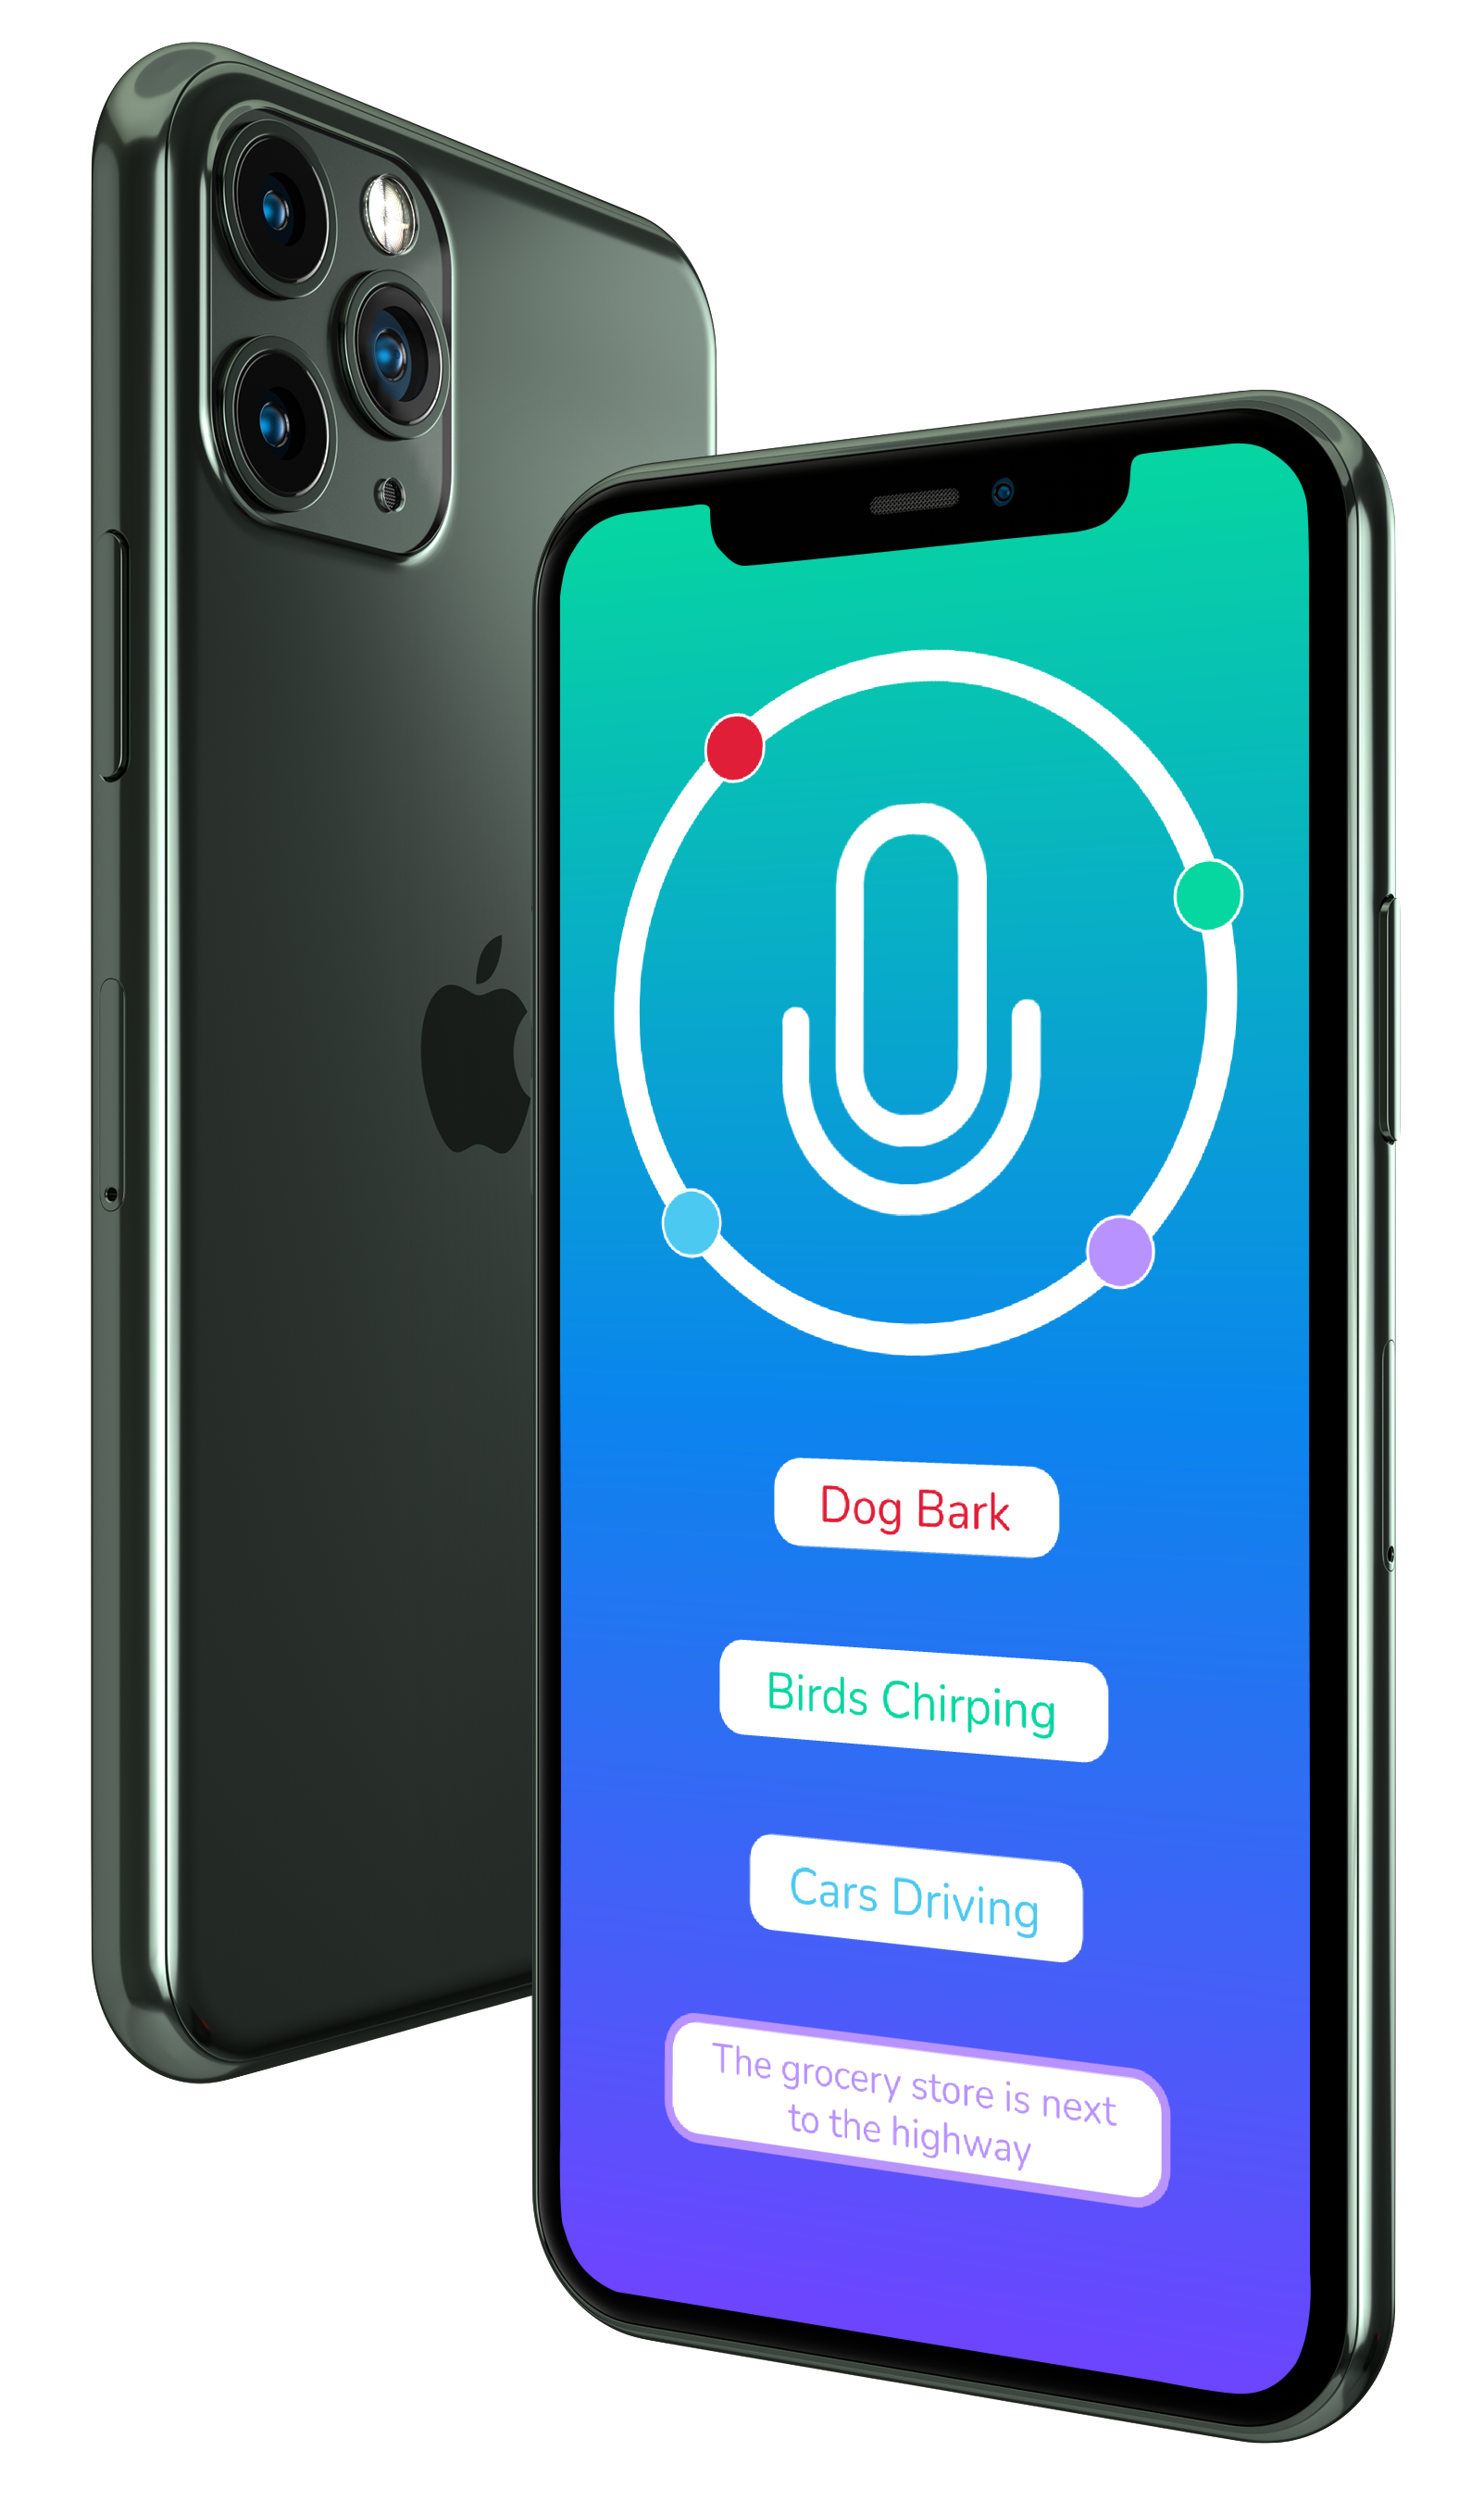 Dog Bark
Birds Chirping
Cars Driving
The grocery store is next
to the highway